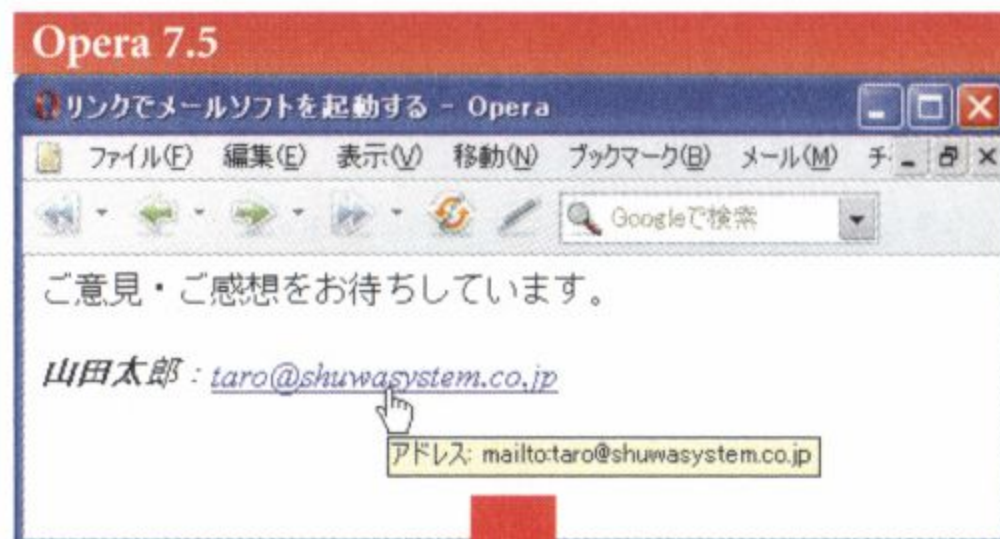 Opera 7.5
リンクでメールソフトを起動する - Opera
ファイル(F) 編集(E) 表示(V) 移動(N) ブックマーク(B) メール(M) チ
Googleで検索
ご意見・ご感想をお待ちしています。
山田太郎:taro@shuwasystem.co.jp
アドレス: mailto:taro@shuwasystem.co.jp